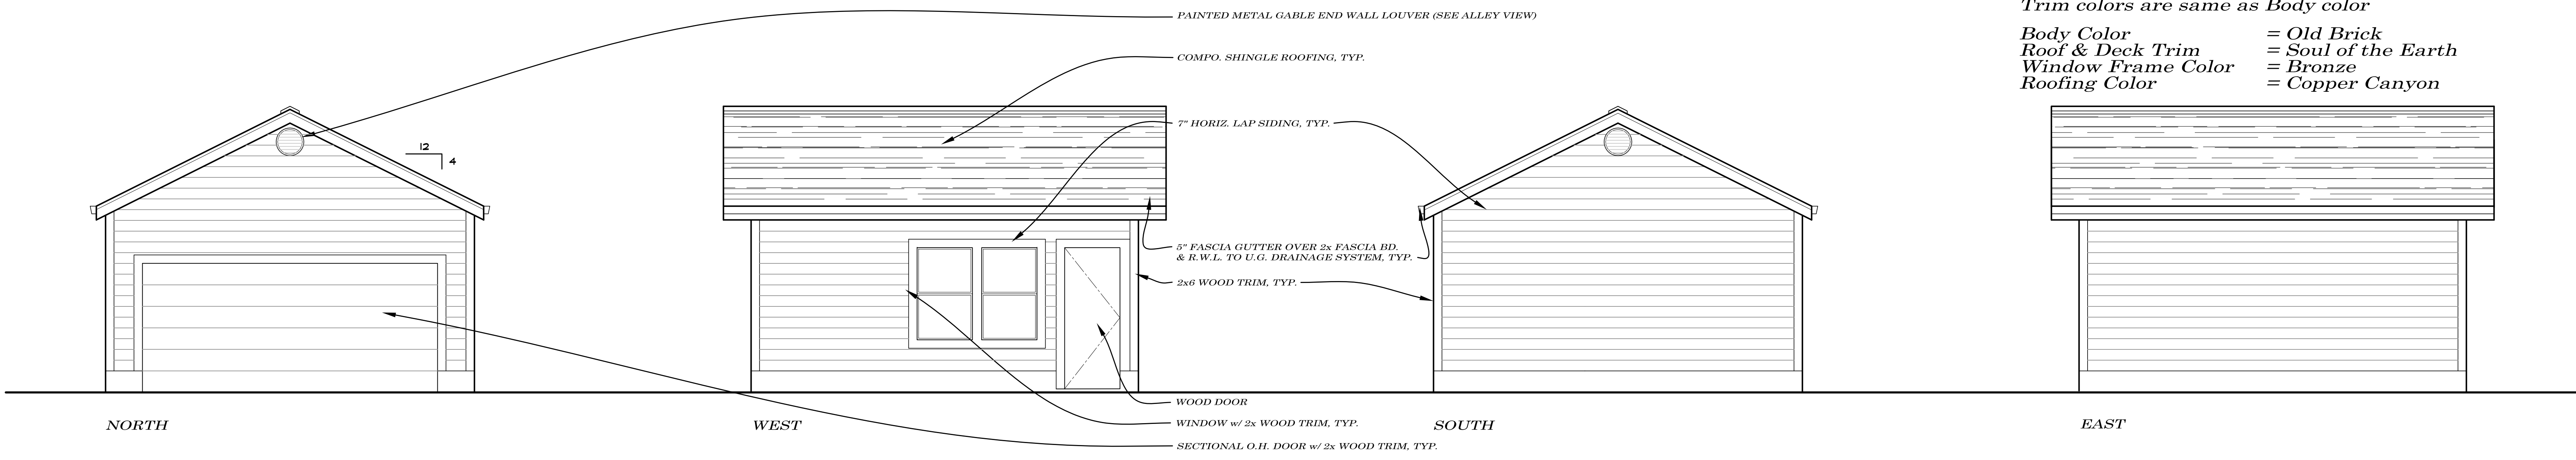 PAINTED METAL GABLE END WALL LOUVER (SEE ALLEY VIEW)
Trim colors are same as Body color
Body Color = Old Brick
Roof & Deck Trim = Soul of the Earth
Window Frame Color = Bronze
Roofing Color = Copper Canyon
COMPO. SHINGLE ROOFING, TYP.
7" HORIZ. LAP SIDING, TYP.
12
4
5" FASCIA GUTTER OVER 2x FASCIA BD.
& R.W.L. TO U.G. DRAINAGE SYSTEM, TYP.
2x6 WOOD TRIM, TYP.
WOOD DOOR
WINDOW w/ 2x WOOD TRIM, TYP.
SECTIONAL O.H. DOOR w/ 2x WOOD TRIM, TYP.
NORTH
WEST
SOUTH
EAST